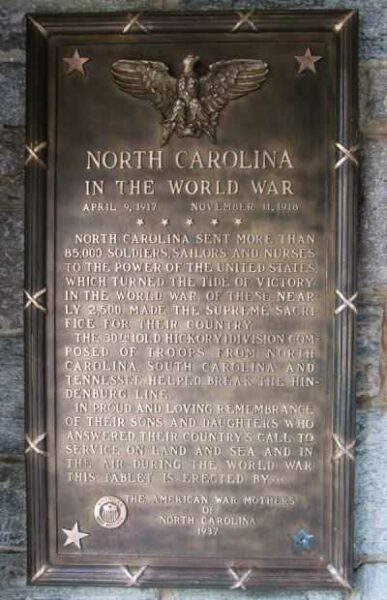 NORTH CAROLINA
IN THE WORLD WAR
APRIL 9, 1917 NOVEMBER 11, 1918
NORTH CAROLINA SENT MORE THAN
85,000 SOLDIERS, SAILORS AND NURSES
TO THE POWER OF THE UNITED STATES,
WHICH TURNED THE TIDE OF VICTORY
IN THE WORLD WAR. OF THESE NEAR-
LY 2,500 MADE THE SUPREME SACRI-
FICE FOR THEIR COUNTRY.
THE 30TH (OLD HICKORY) DIVISION COM-
POSED OF TROOPS FROM NORTH
CAROLINA, SOUTH CAROLINA AND
TENNESSEE HELPED BREAK THE HIN-
DENBURG LINE.
IN PROUD AND LOVING REMEMBRANCE
OF THEIR SONS AND DAUGHTERS WHO
ANSWERED THEIR COUNTRY'S CALL TO
SERVICE ON LAND AND SEA AND IN
THE AIR DURING THE WORLD WAR
THIS TABLET IS ERECTED BY---
THE AMERICAN WAR MOTHERS
OF
NORTH CAROLINA
1937